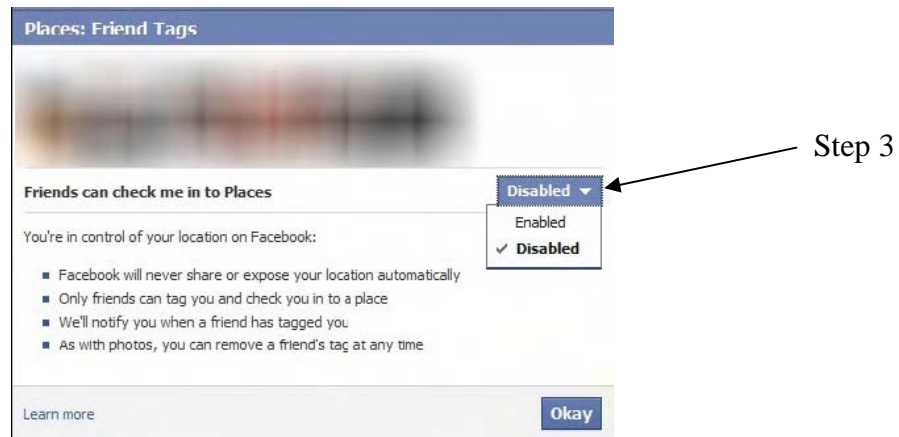 Places: Friend Tags
Step 3
Friends can check me in to Places
Disabled
Enabled
Disabled
You're in control of your location on Facebook:
Facebook will never share or expose your location automatically
Only friends can tag you and check you in to a place
We'll notify you when a friend has tagged you
As with photos, you can remove a friend's tag at any time
Learn more
Okay